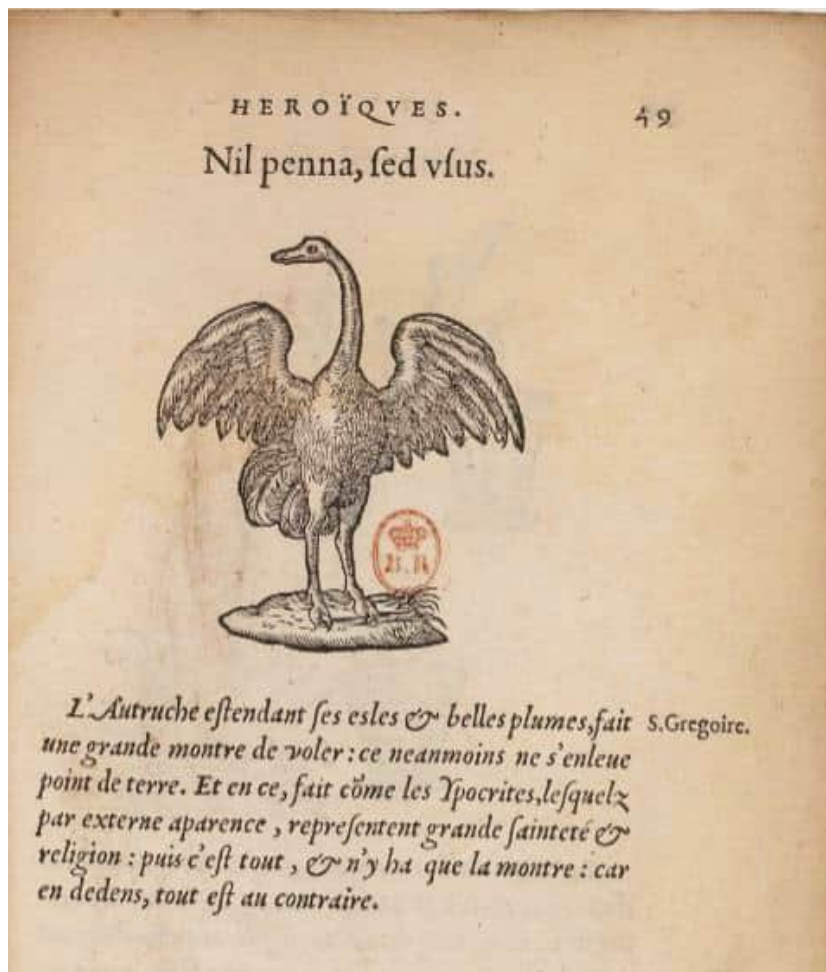 HEROÏQVES. 49
Nil penna, ſed vſus.
B.R
L'Autruche eſtendant ſes esles & belles plumes,fait S.Gregoire.
une grande montre de voler : ce neanmoins ne s'enleue
point de terre. Et en ce, fait cõme les Ypocrites,leſquelz
par externe aparence , repreſentent grande ſainteté &
religion : puis c'eſt tout , & n'y ha que la montre : car
en dedens, tout eſt au contraire.